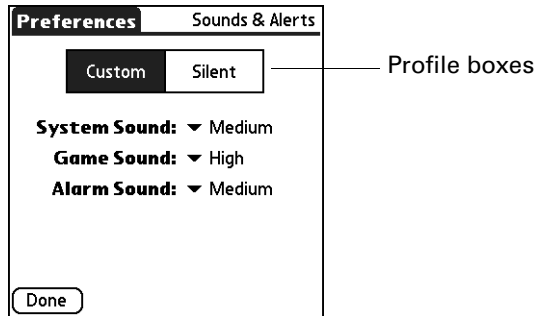 Preferences Sounds & Alerts
Custom Silent Profile boxes
System Sound: Medium
Game Sound: High
Alarm Sound: Medium
Done